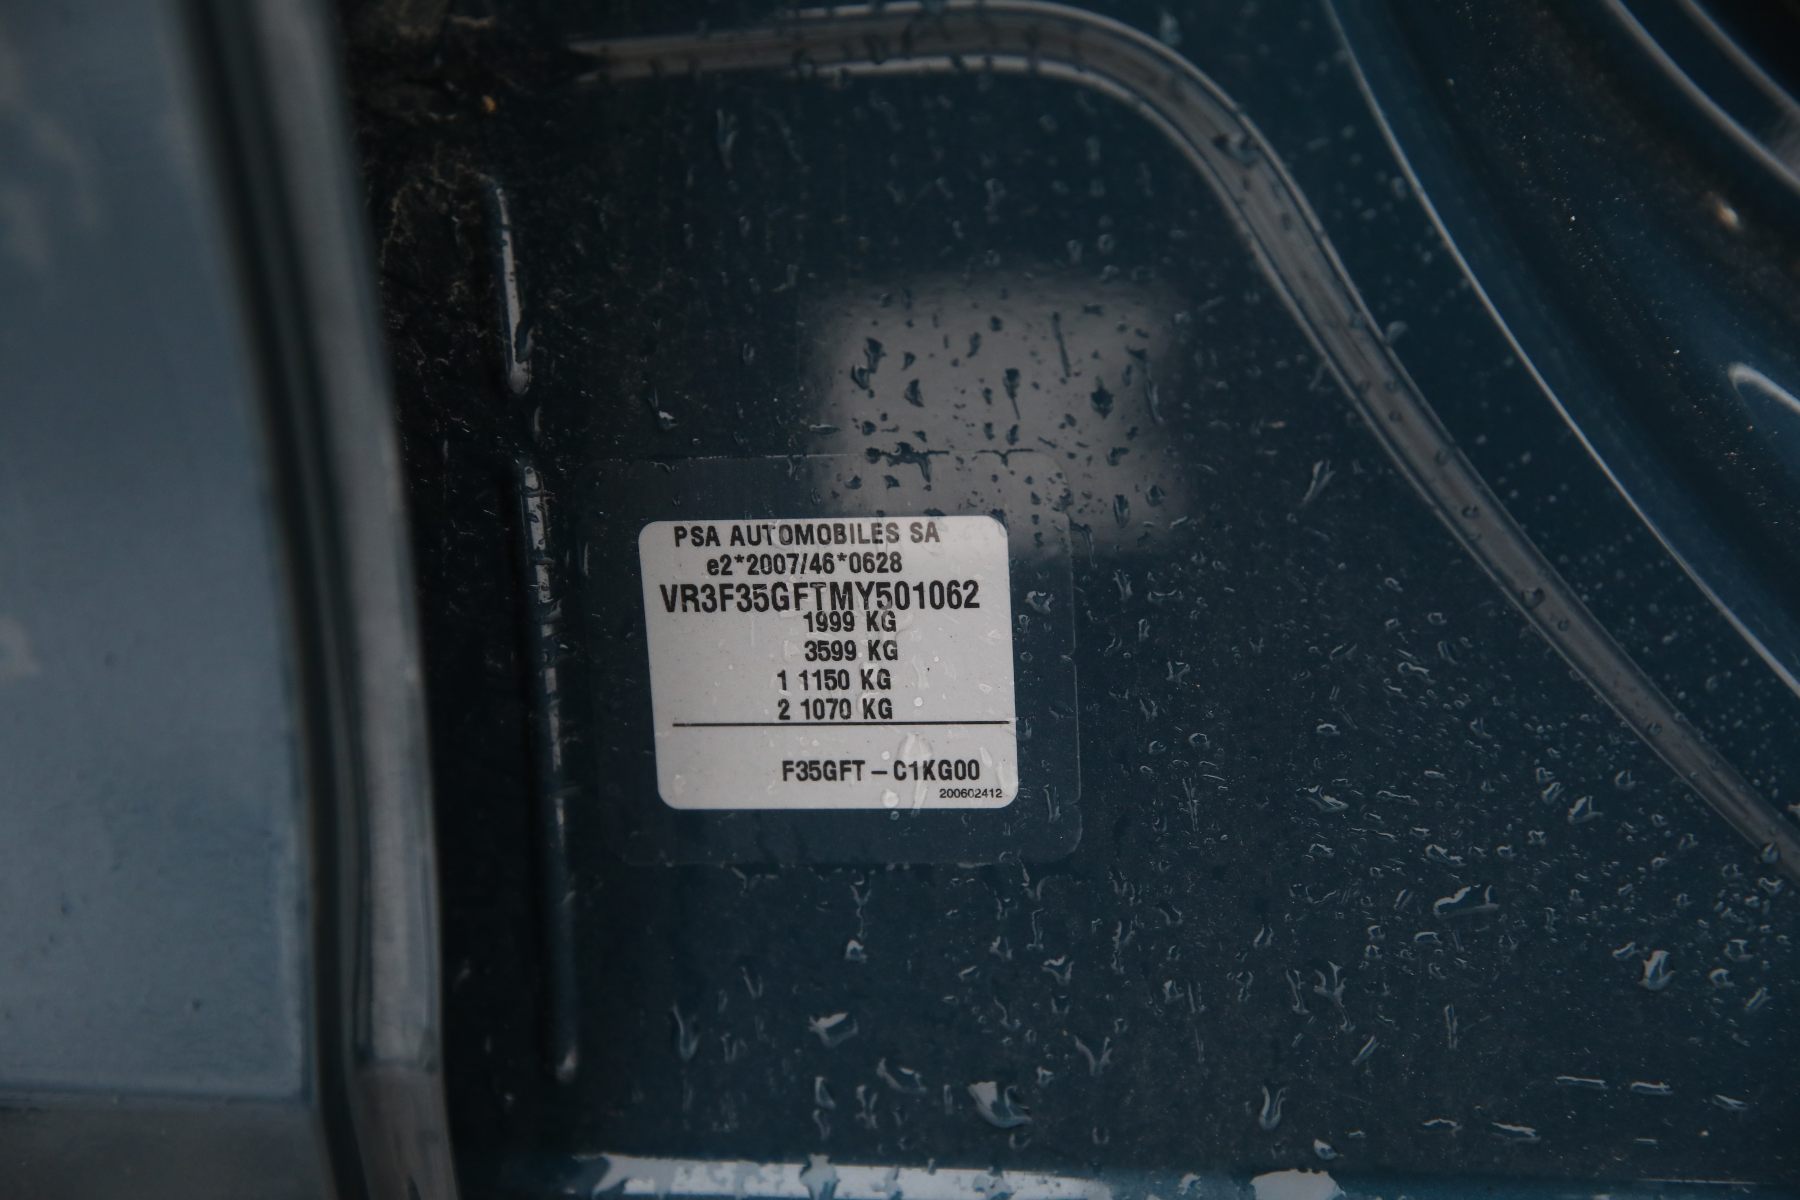 PSA AUTOMOBILES SA
e2*2007/46*0628
VR3F35GFTMY501062
1999 KG
3599 KG
1 1150 KG
2 1070 KG
F35GFT – C1KG00
200602412